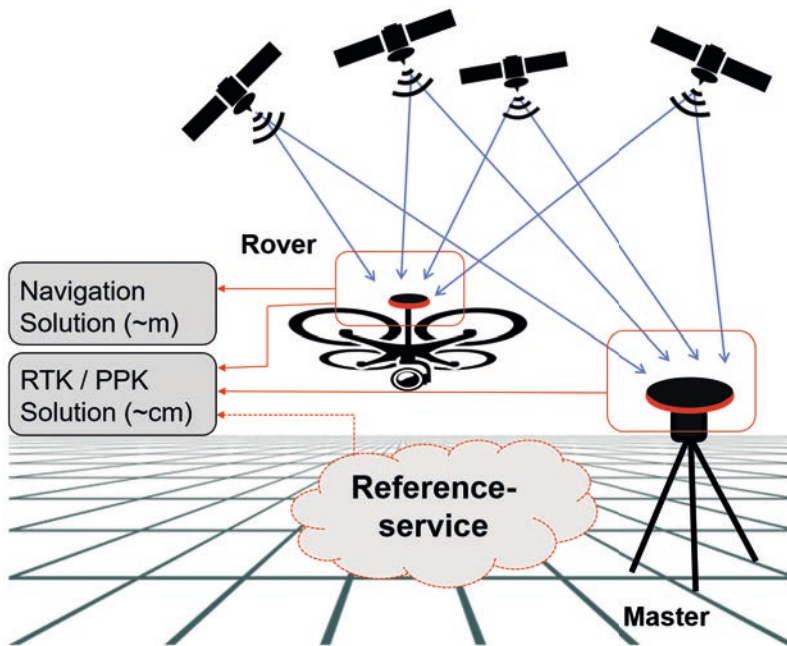 Rover
Navigation
Solution (~m)
RTK / PPK
Solution (~cm)
Reference-
service
Master